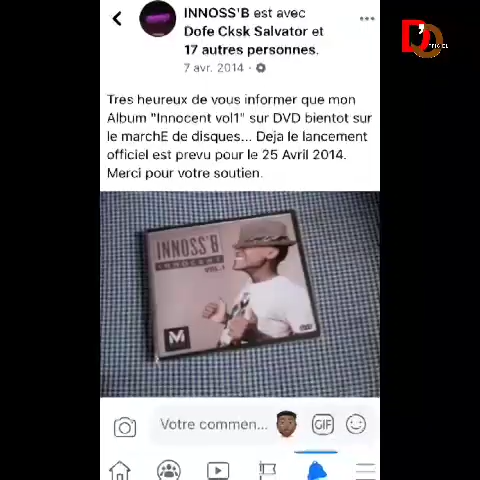 INNOSS'B est avec
Dofe Cksk Salvator et
17 autres personnes.
7 avr. 2014 ·
D'
OFFICIEL
Tres heureux de vous informer que mon
Album "Innocent vol1" sur DVD bientot sur
le marchE de disques... Deja le lancement
officiel est prevu pour le 25 Avril 2014.
Merci pour votre soutien.
INNOSS'B
INNOCENT
VOL.1
M
Votre commen...
GIF